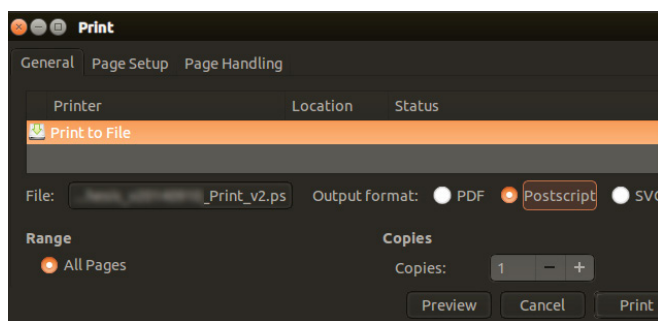 Print
General Page Setup Page Handling
Printer Location Status
Print to File
File: _Print_v2.ps Output format: PDF Postscript
Range Copies
All Pages Copies: 1 − +
Preview Cancel Print